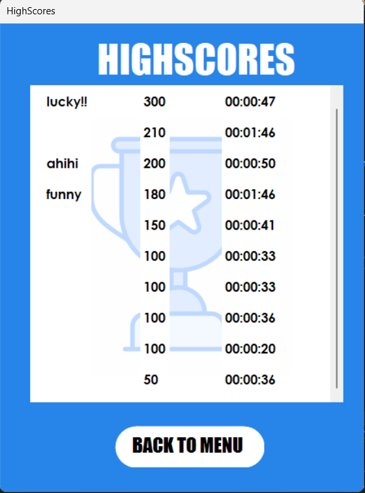 HighScores
HIGHSCORES
lucky!! 300 00:00:47
210 00:01:46
ahihi 200 00:00:50
funny 180 00:01:46
150 00:00:41
100 00:00:33
100 00:00:33
100 00:00:36
100 00:00:20
50 00:00:36
BACK TO MENU